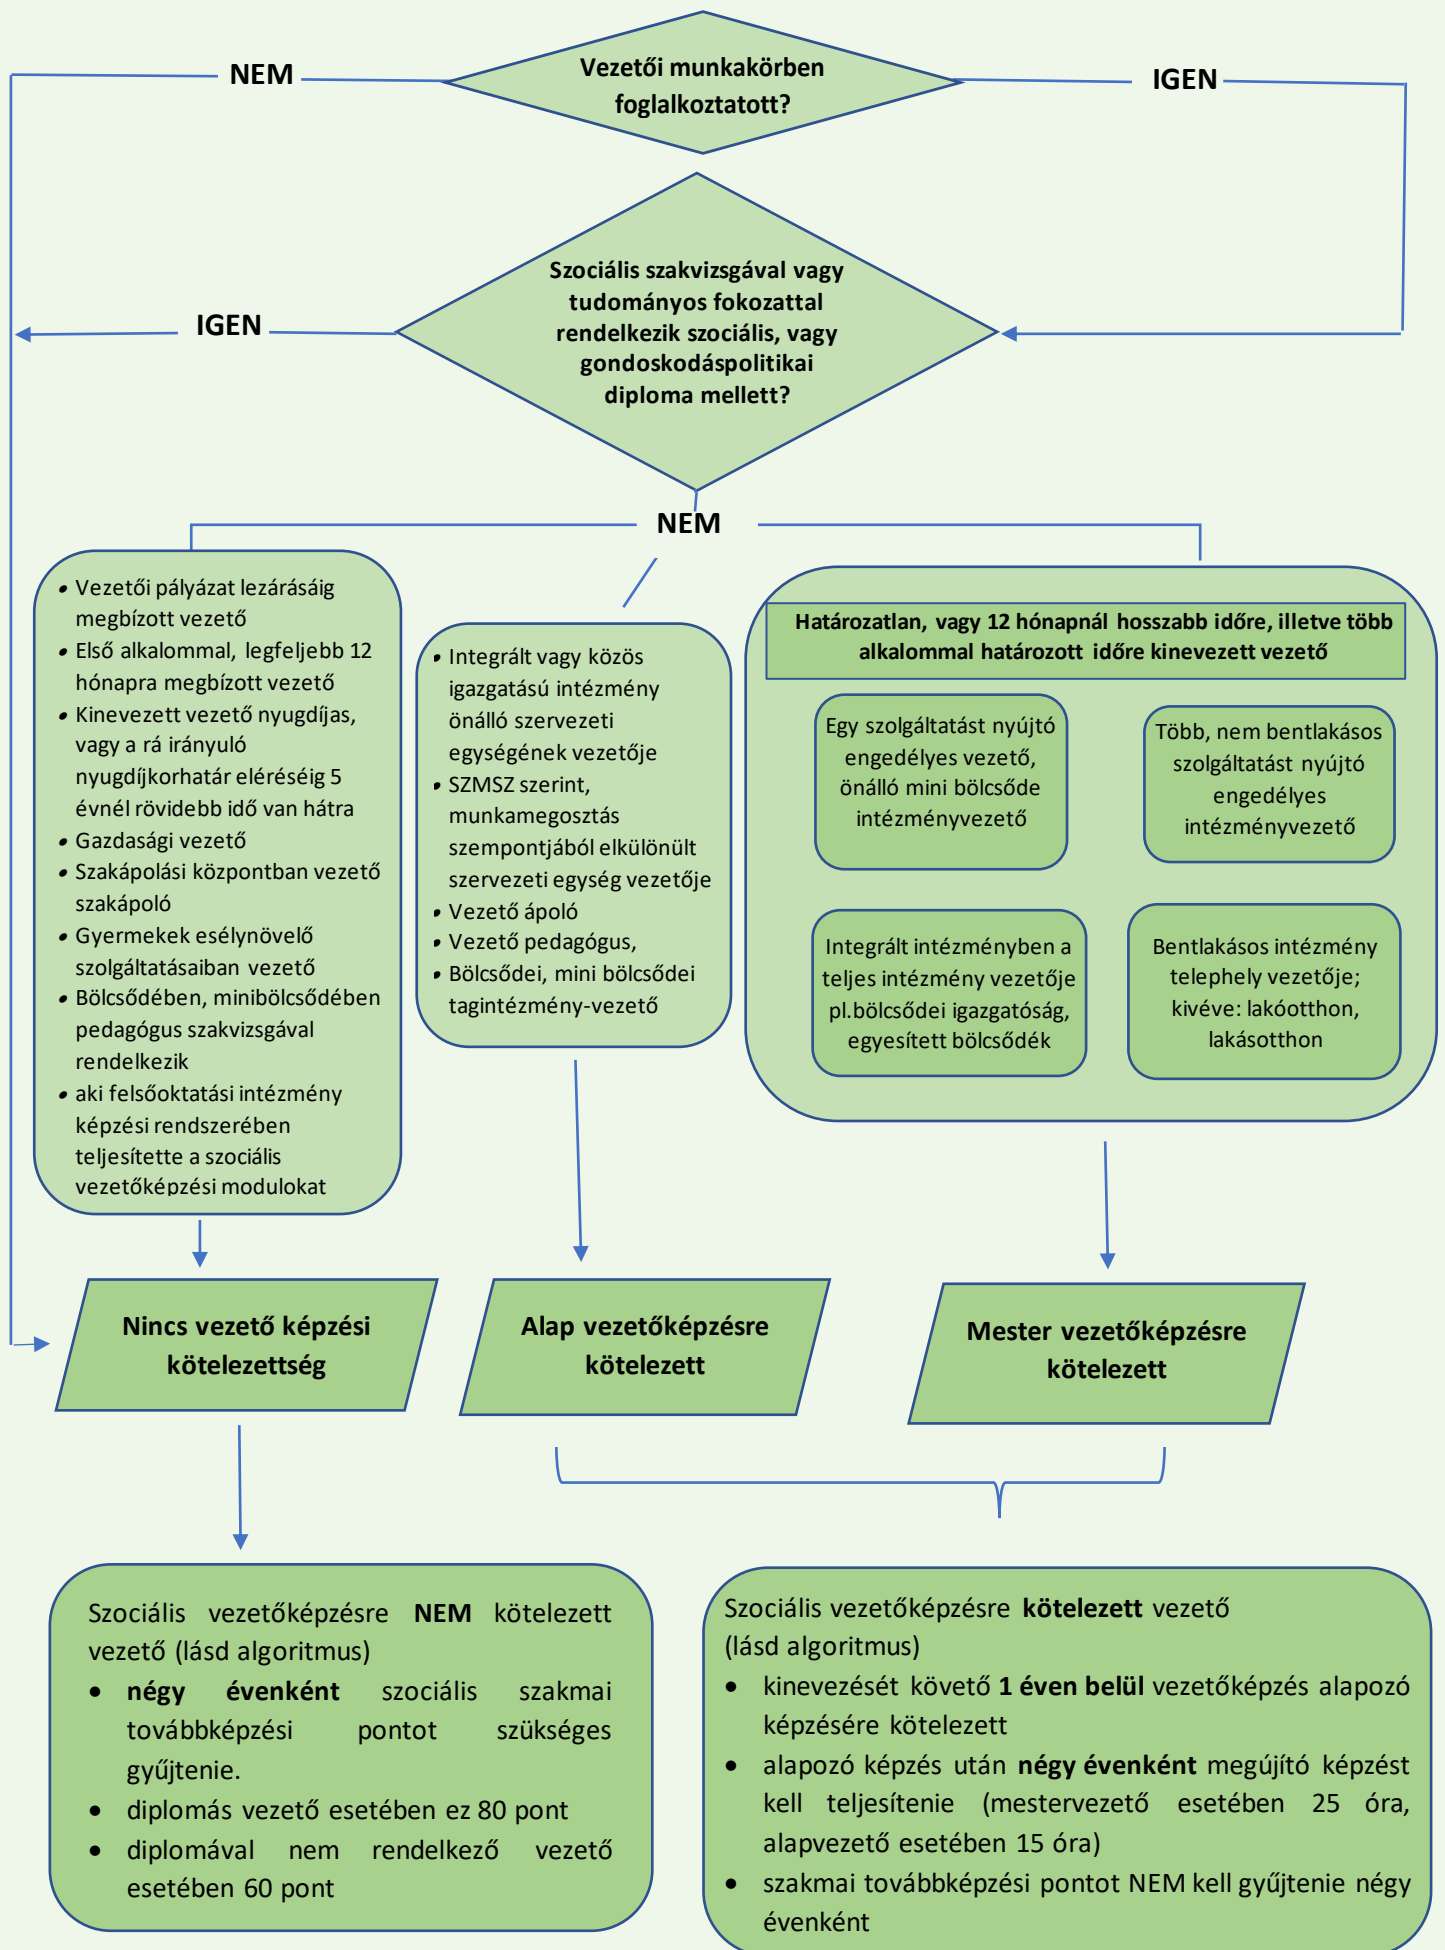 Vezetői munkakörben
foglalkoztatott?
NEM
IGEN
Szociális szakvizsgával vagy
tudományos fokozattal
rendelkezik szociális, vagy
gondoskodáspolitikai
diploma mellett?
IGEN
NEM
• Vezetői pályázat lezárásáig
megbízott vezető
• Első alkalommal, legfeljebb 12
hónapra megbízott vezető
• Kinevezett vezető nyugdíjas,
vagy a rá irányuló
nyugdíjkorhatár eléréséig 5
évnél rövidebb idő van hátra
• Gazdasági vezető
• Szakápolási központban vezető
szakápoló
• Gyermekek esélynövelő
szolgáltatásaiban vezető
• Bölcsődében, minibölcsődében
pedagógus szakvizsgával
rendelkezik
• aki felsőoktatási intézmény
képzési rendszerében
teljesítette a szociális
vezetőképzési modulokat
• Integrált vagy közös
igazgatású intézmény
önálló szervezeti
egységének vezetője
• SZMSZ szerint,
munkamegosztás
szempontjából elkülönült
szervezeti egység vezetője
• Vezető ápoló
• Vezető pedagógus,
• Bölcsődei, mini bölcsődei
tagintézmény-vezető
Határozatlan, vagy 12 hónapnál hosszabb időre, illetve több
alkalommal határozott időre kinevezett vezető
Egy szolgáltatást nyújtó
engedélyes vezető,
önálló mini bölcsőde
intézményvezető
Több, nem bentlakásos
szolgáltatást nyújtó
engedélyes
intézményvezető
Integrált intézményben a
teljes intézmény vezetője
pl.bölcsődei igazgatóság,
egyesített bölcsődék
Bentlakásos intézmény
telephely vezetője;
kivéve: lakóotthon,
lakásotthon
Nincs vezető képzési
kötelezettség
Alap vezetőképzésre
kötelezett
Mester vezetőképzésre
kötelezett
Szociális vezetőképzésre NEM kötelezett
vezető (lásd algoritmus)
• négy évenként szociális szakmai
továbbképzési pontot szükséges
gyűjtenie.
• diplomás vezető esetében ez 80 pont
• diplomával nem rendelkező vezető
esetében 60 pont
Szociális vezetőképzésre kötelezett vezető
(lásd algoritmus)
• kinevezését követő 1 éven belül vezetőképzés alapozó
képzésére kötelezett
• alapozó képzés után négy évenként megújító képzést
kell teljesítenie (mestervezető esetében 25 óra,
alapvezető esetében 15 óra)
• szakmai továbbképzési pontot NEM kell gyűjtenie négy
évenként